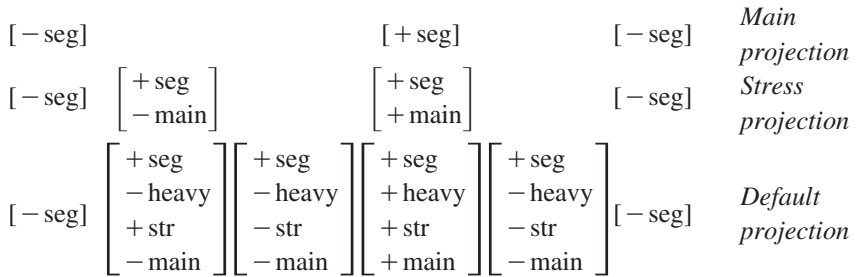 [−seg] [+seg] [−seg] Main projection
[−seg] [+seg −main] [+seg +main] [−seg] Stress projection
[−seg] [+seg −heavy +str −main] [+seg −heavy −str −main] [+seg +heavy +str +main] [+seg −heavy −str −main] [−seg] Default projection